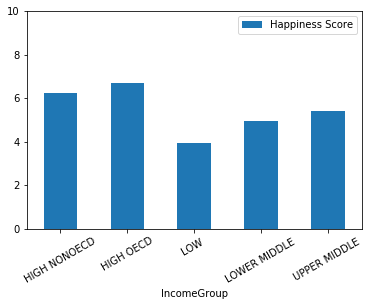 10
8
6
4
2
0
Happiness Score
HIGH NONOECD
HIGH OECD
LOW
LOWER MIDDLE
UPPER MIDDLE
IncomeGroup